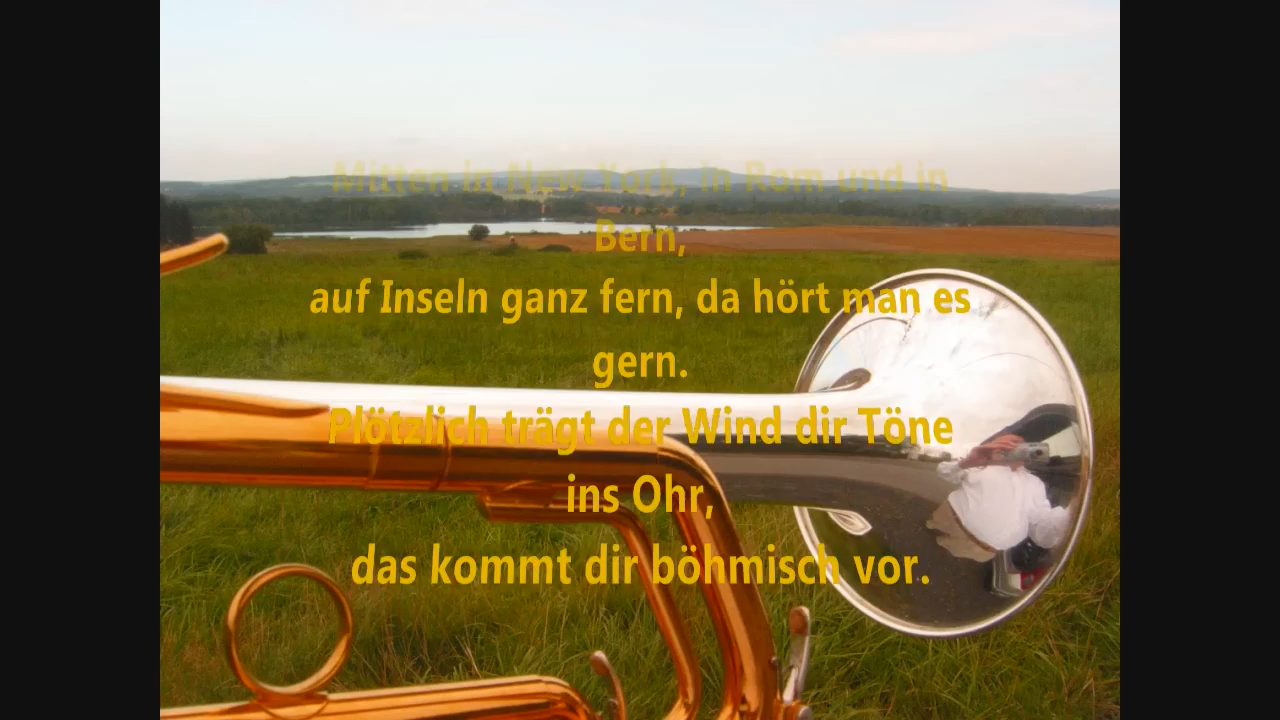 Mitten in New York, in Rom und in
Bern,
auf Inseln ganz fern, da hört man es
gern.
Plötzlich trägt der Wind dir Töne
ins Ohr,
das kommt dir böhmisch vor.